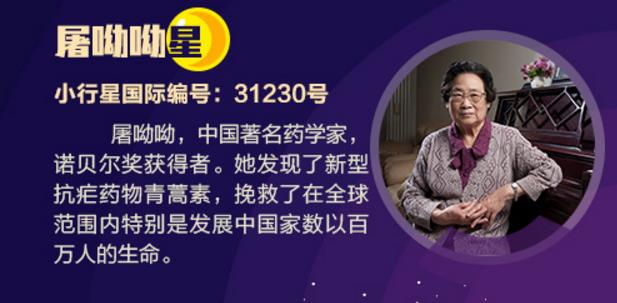 屠呦呦星
小行星国际编号：31230号
屠呦呦，中国著名药学家，
诺贝尔奖获得者。她发现了新型
抗疟药物青蒿素，挽救了在全球
范围内特别是发展中国家数以百
万人的生命。